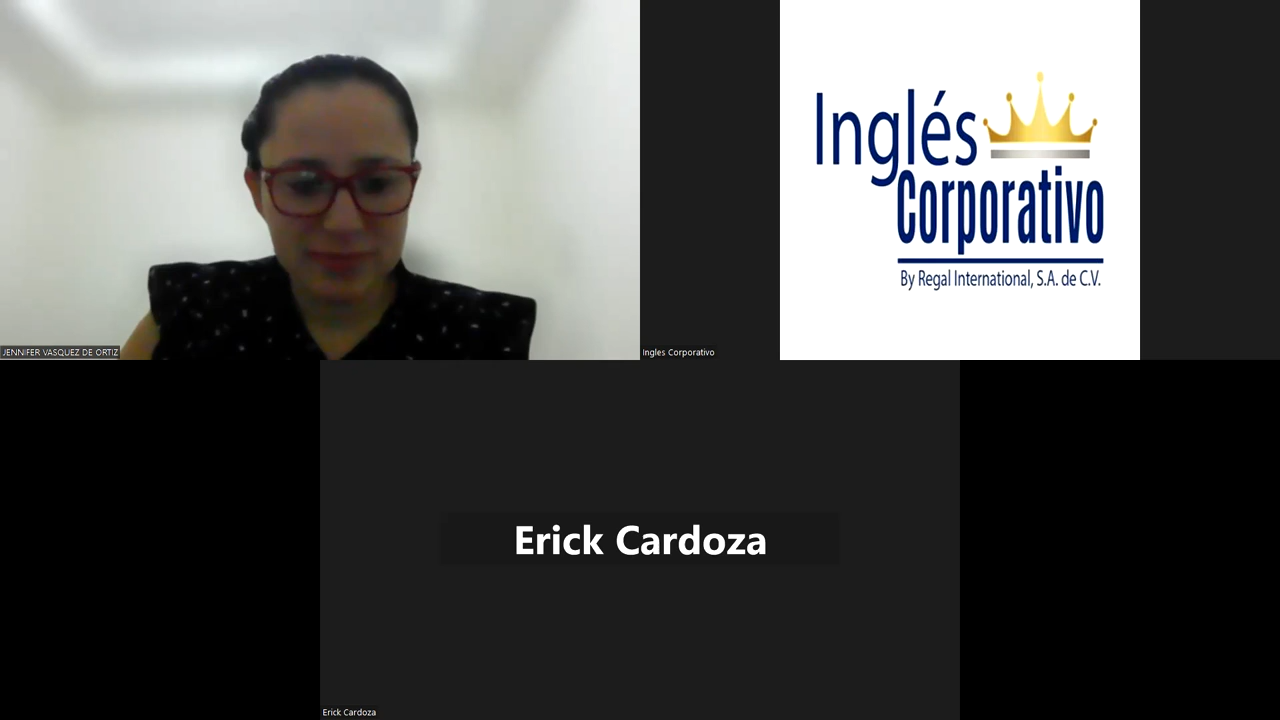 JENNIFER VASQUEZ DE ORTIZ
Inglés
Corporativo
By Regal International, S.A. de C.V.
Ingles Corporativo
Erick Cardoza
Erick Cardoza